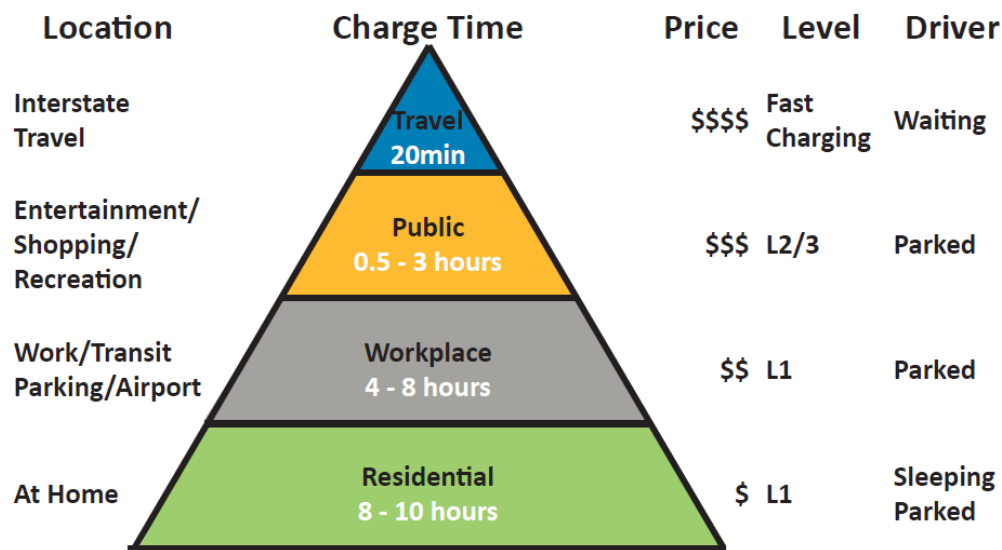 Location Charge Time Price Level Driver
Interstate
Travel
Travel
20min
$$$$
Fast
Charging
Waiting
Entertainment/
Shopping/
Recreation
Public
0.5 - 3 hours
$$$
L2/3
Parked
Work/Transit
Parking/Airport
Workplace
4 - 8 hours
$$
L1
Parked
At Home
Residential
8 - 10 hours
$
L1
Sleeping
Parked